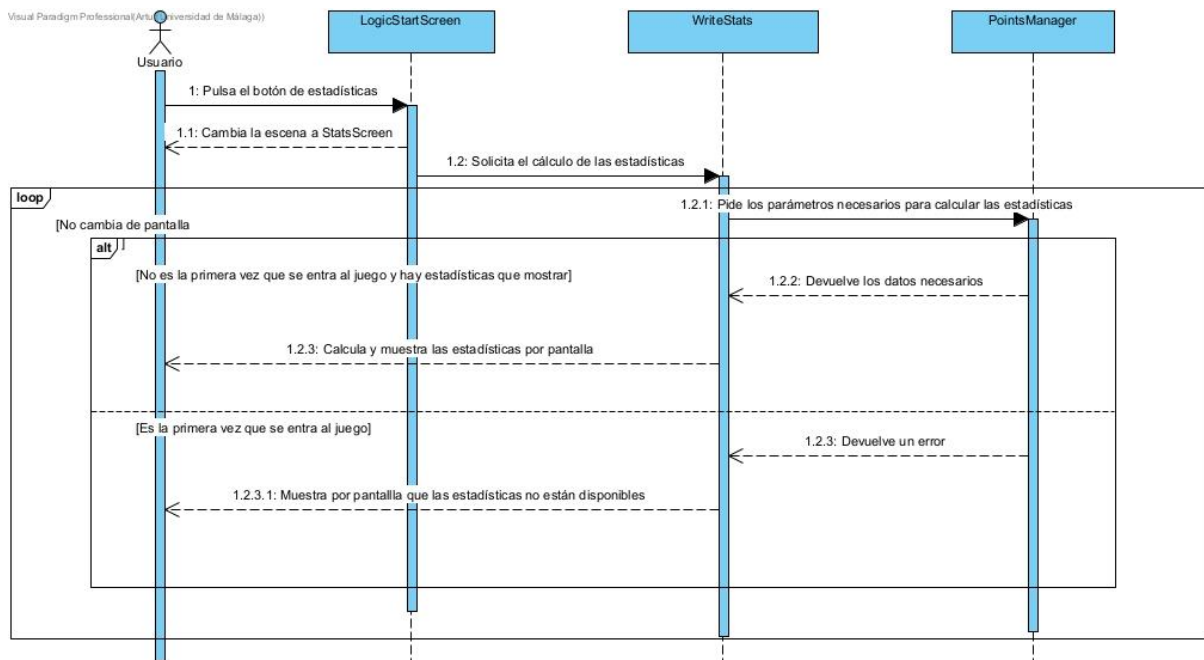 Visual Paradigm Professional(Artur niversidad de Málaga))
LogicStartScreen
WriteStats
PointsManager
Usuario
1: Pulsa el botón de estadísticas
1.1: Cambia la escena a StatsScreen
1.2: Solicita el cálculo de las estadísticas
loop
1.2.1: Pide los parámetros necesarios para calcular las estadísticas
[No cambia de pantalla
]
alt
[No es la primera vez que se entra al juego y hay estadísticas que mostrar]
1.2.2: Devuelve los datos necesarios
1.2.3: Calcula y muestra las estadísticas por pantalla
[Es la primera vez que se entra al juego]
1.2.3: Devuelve un error
1.2.3.1: Muestra por pantallla que las estadísticas no están disponibles